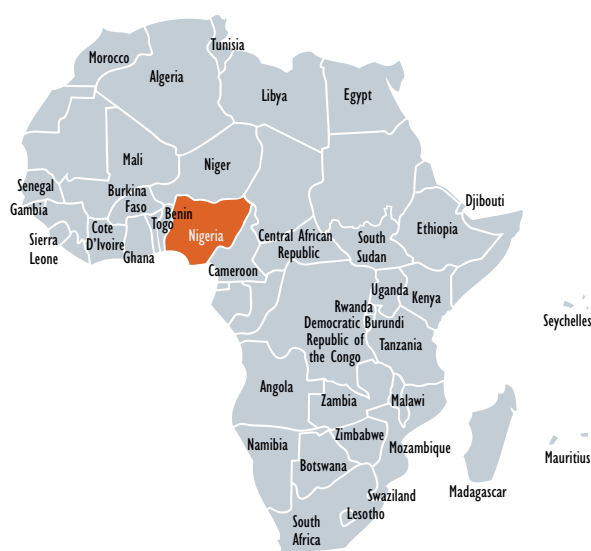 Tunisia
Morocco
Algeria
Libya
Egypt
Mali
Niger
Senegal
Burkina
Faso
Gambia
Benin
Togo
Nigeria
Djibouti
Ethiopia
Cote
D'Ivoire
Sierra
Leone
Ghana
Central African
Republic
South
Sudan
Cameroon
Uganda
Kenya
Rwanda
Burundi
Democratic
Republic of
the Congo
Tanzania
Seychelles
Angola
Zambia
Malawi
Zimbabwe
Namibia
Mozambique
Botswana
Mauritius
Madagascar
Swaziland
Lesotho
South
Africa